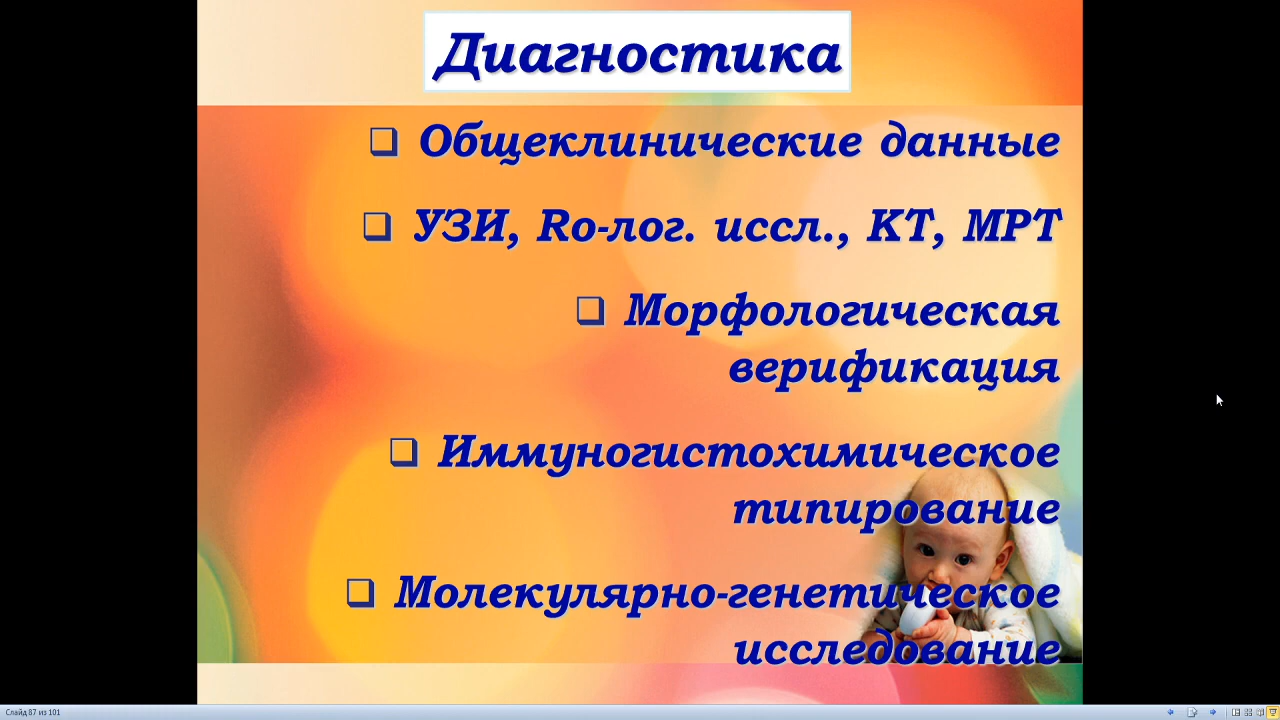 Диагностика
❑ Общеклинические данные
❑ УЗИ, Ro-лог. иссл., КТ, МРТ
❑ Морфологическая
верификация
❑ Иммуногистохимическое
типирование
❑ Молекулярно-генетическое
исследование
Слайд 87 из 101